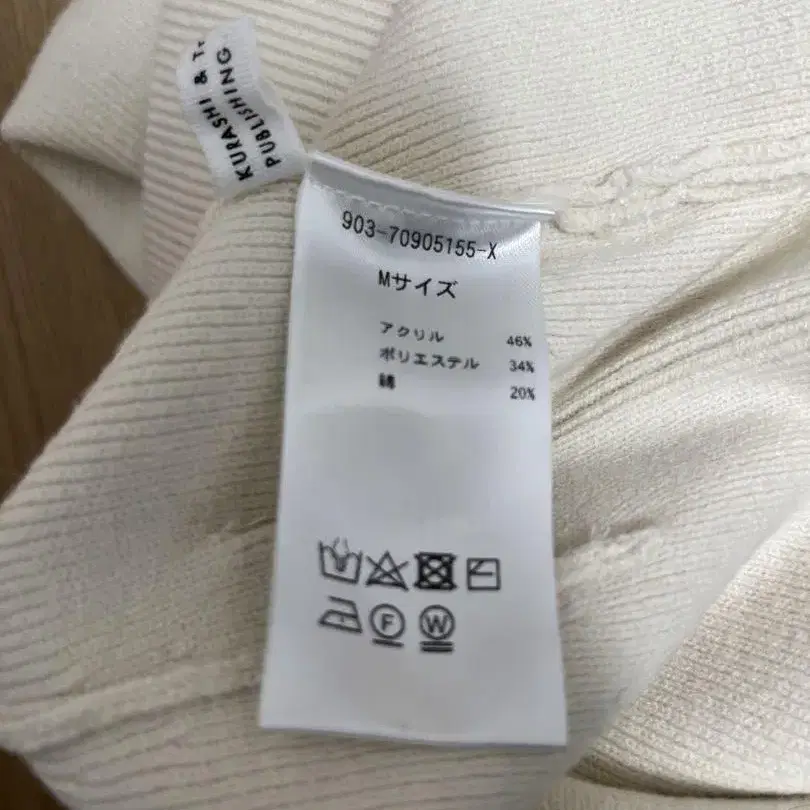 KURASHI &
PUBLISHING
903-70905155-X
Mサイズ
アクリル 46%
ポリエステル 34%
綿 20%
F W